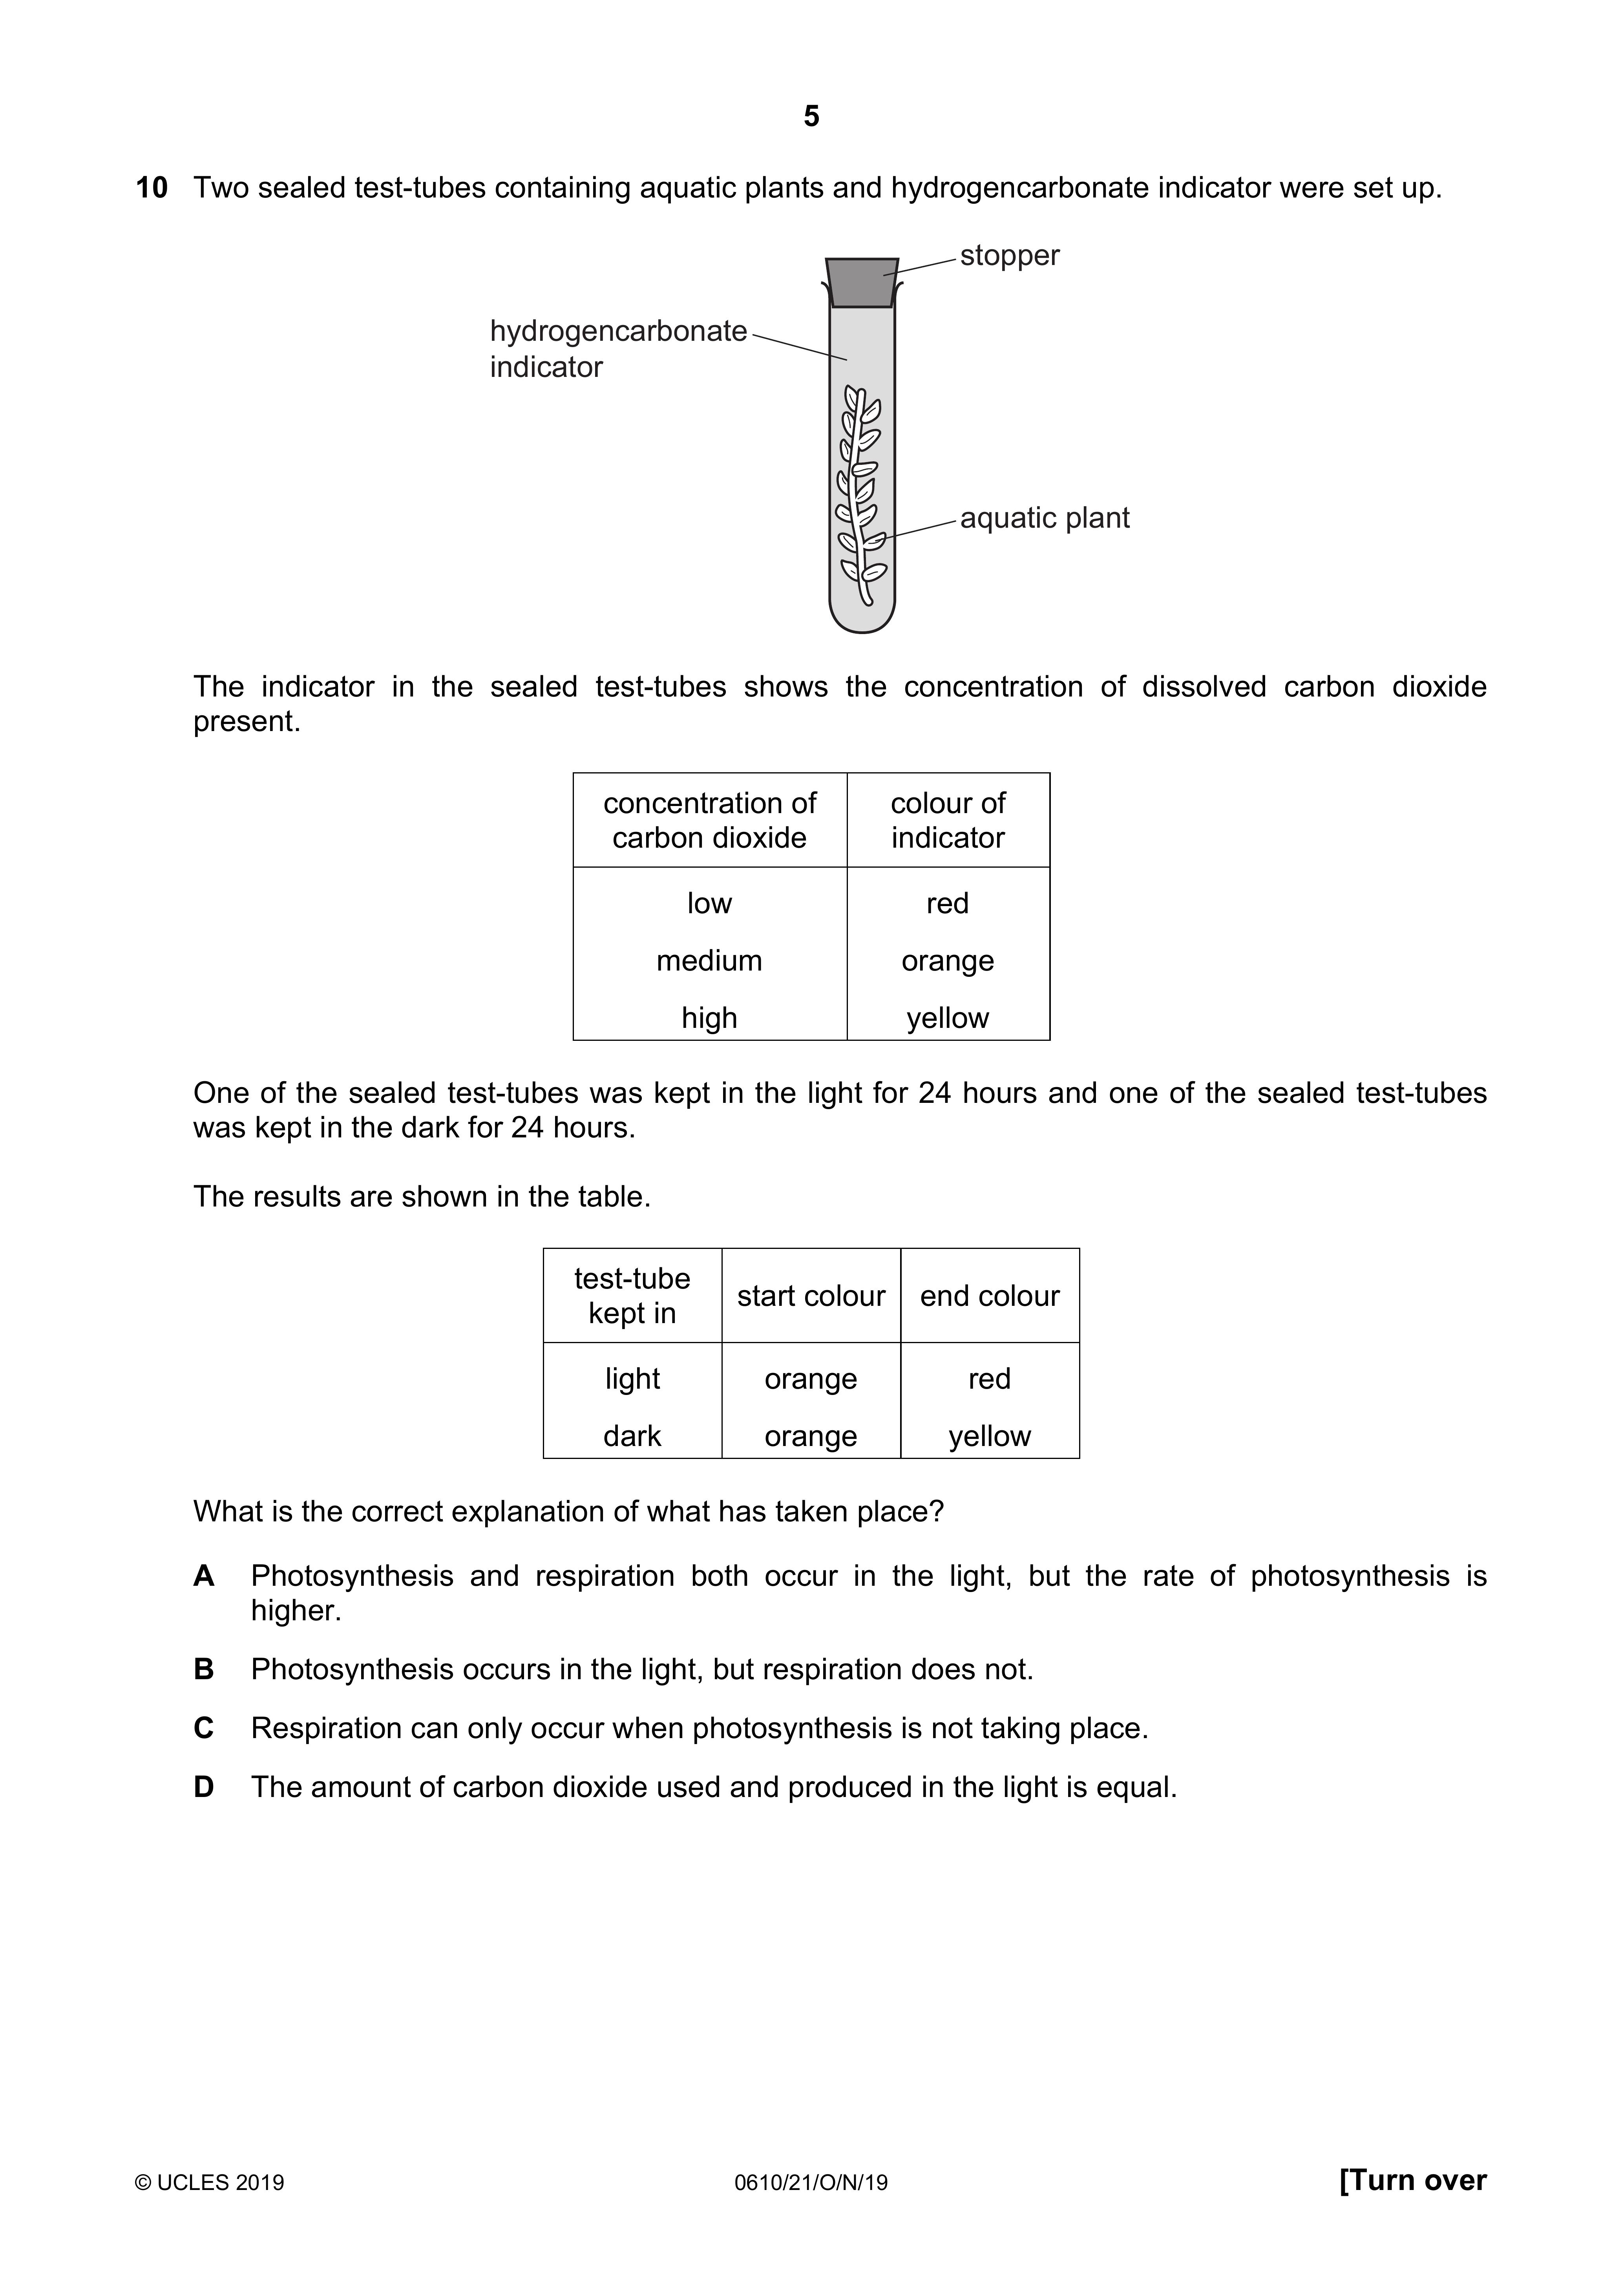 5
10 Two sealed test-tubes containing aquatic plants and hydrogencarbonate indicator were set up.
stopper
hydrogencarbonate
indicator
aquatic plant
The indicator in the sealed test-tubes shows the concentration of dissolved carbon dioxide
present.
concentration of colour of
carbon dioxide indicator
low red
medium orange
high yellow
One of the sealed test-tubes was kept in the light for 24 hours and one of the sealed test-tubes
was kept in the dark for 24 hours.
The results are shown in the table.
test-tube
kept in start colour end colour
light orange red
dark orange yellow
What is the correct explanation of what has taken place?
A Photosynthesis and respiration both occur in the light, but the rate of photosynthesis is
higher.
B Photosynthesis occurs in the light, but respiration does not.
C Respiration can only occur when photosynthesis is not taking place.
D The amount of carbon dioxide used and produced in the light is equal.
© UCLES 2019 0610/21/O/N/19 [Turn over